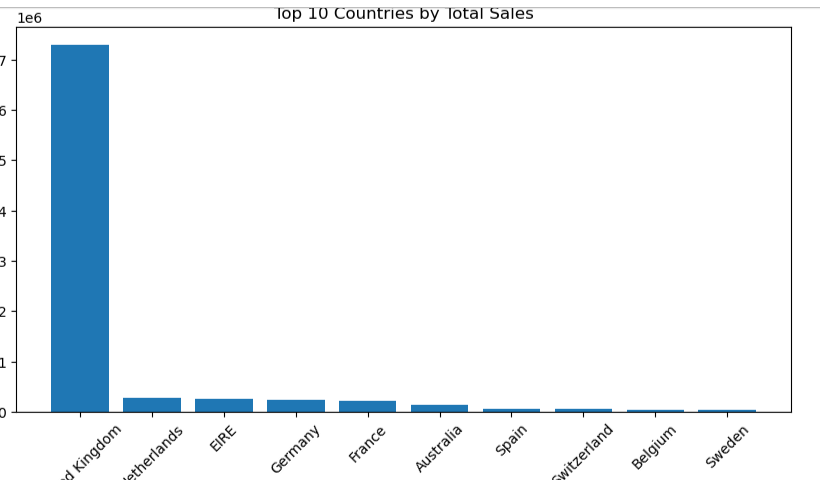 Top 10 Countries by Total Sales
1e6
7
6
5
4
3
2
1
0
Kingdom
EIRE
Germany
France
Australia
Spain
Switzerland
Belgium
Sweden